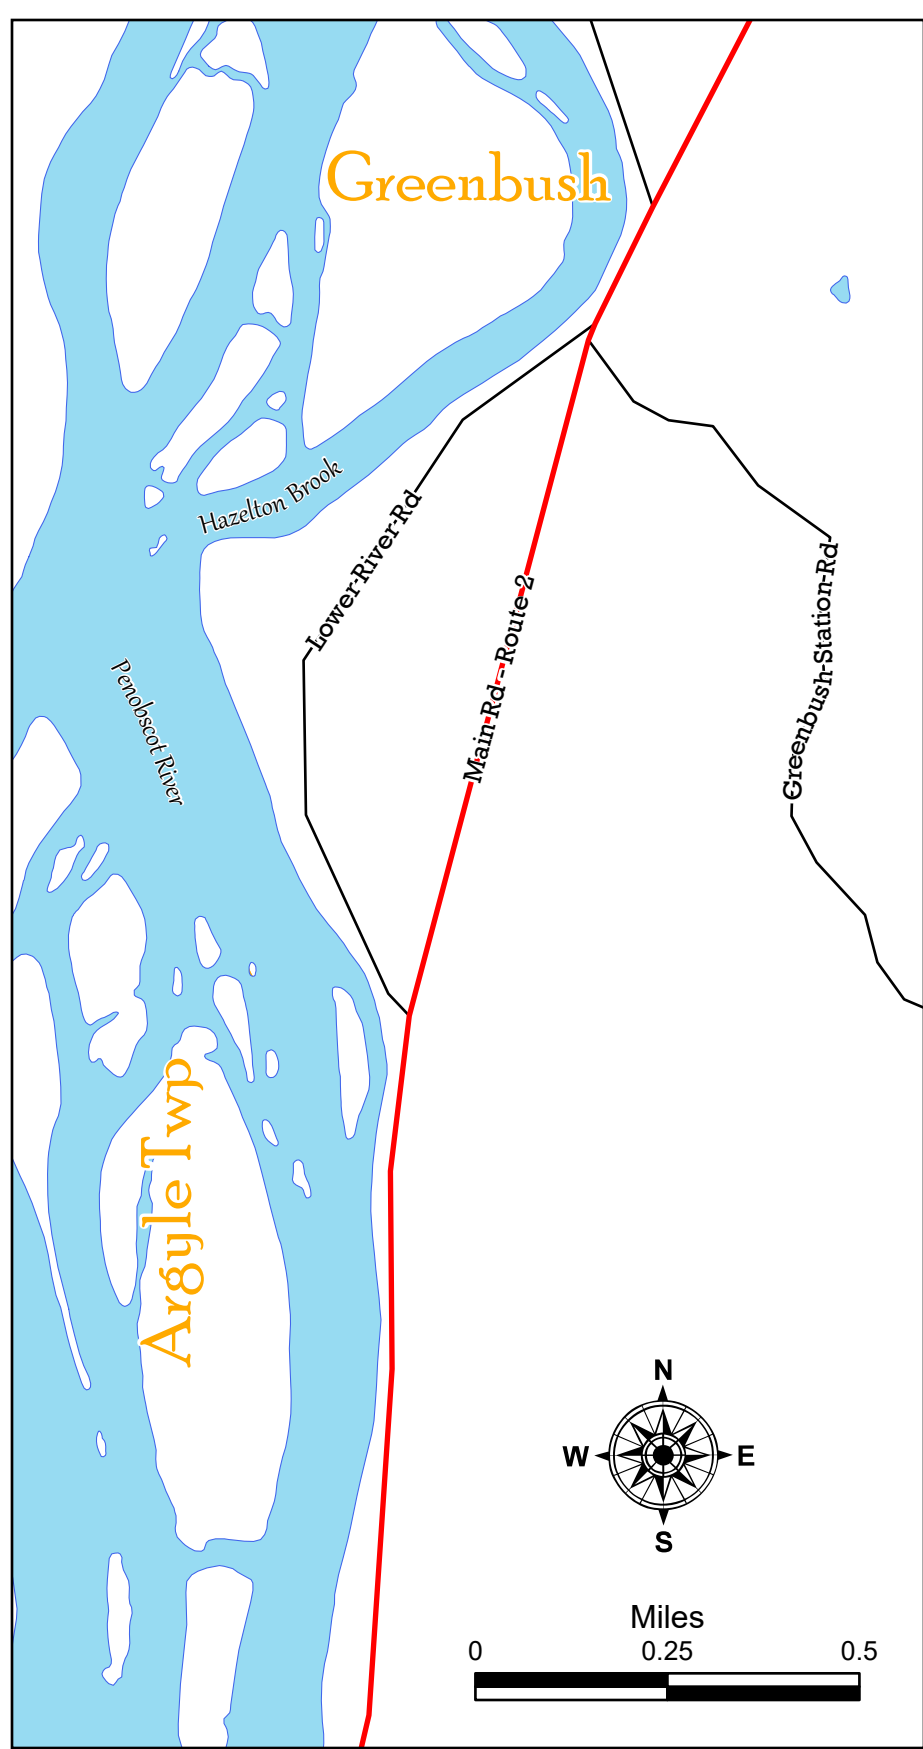 Greenbush
Hazelton Brook
Lower-River-Rd
Main Rd - Route 2
Greenbush-Station-Rd
Penobscot River
Argyle Twp
N
W
E
S
Miles
0
0.25
0.5